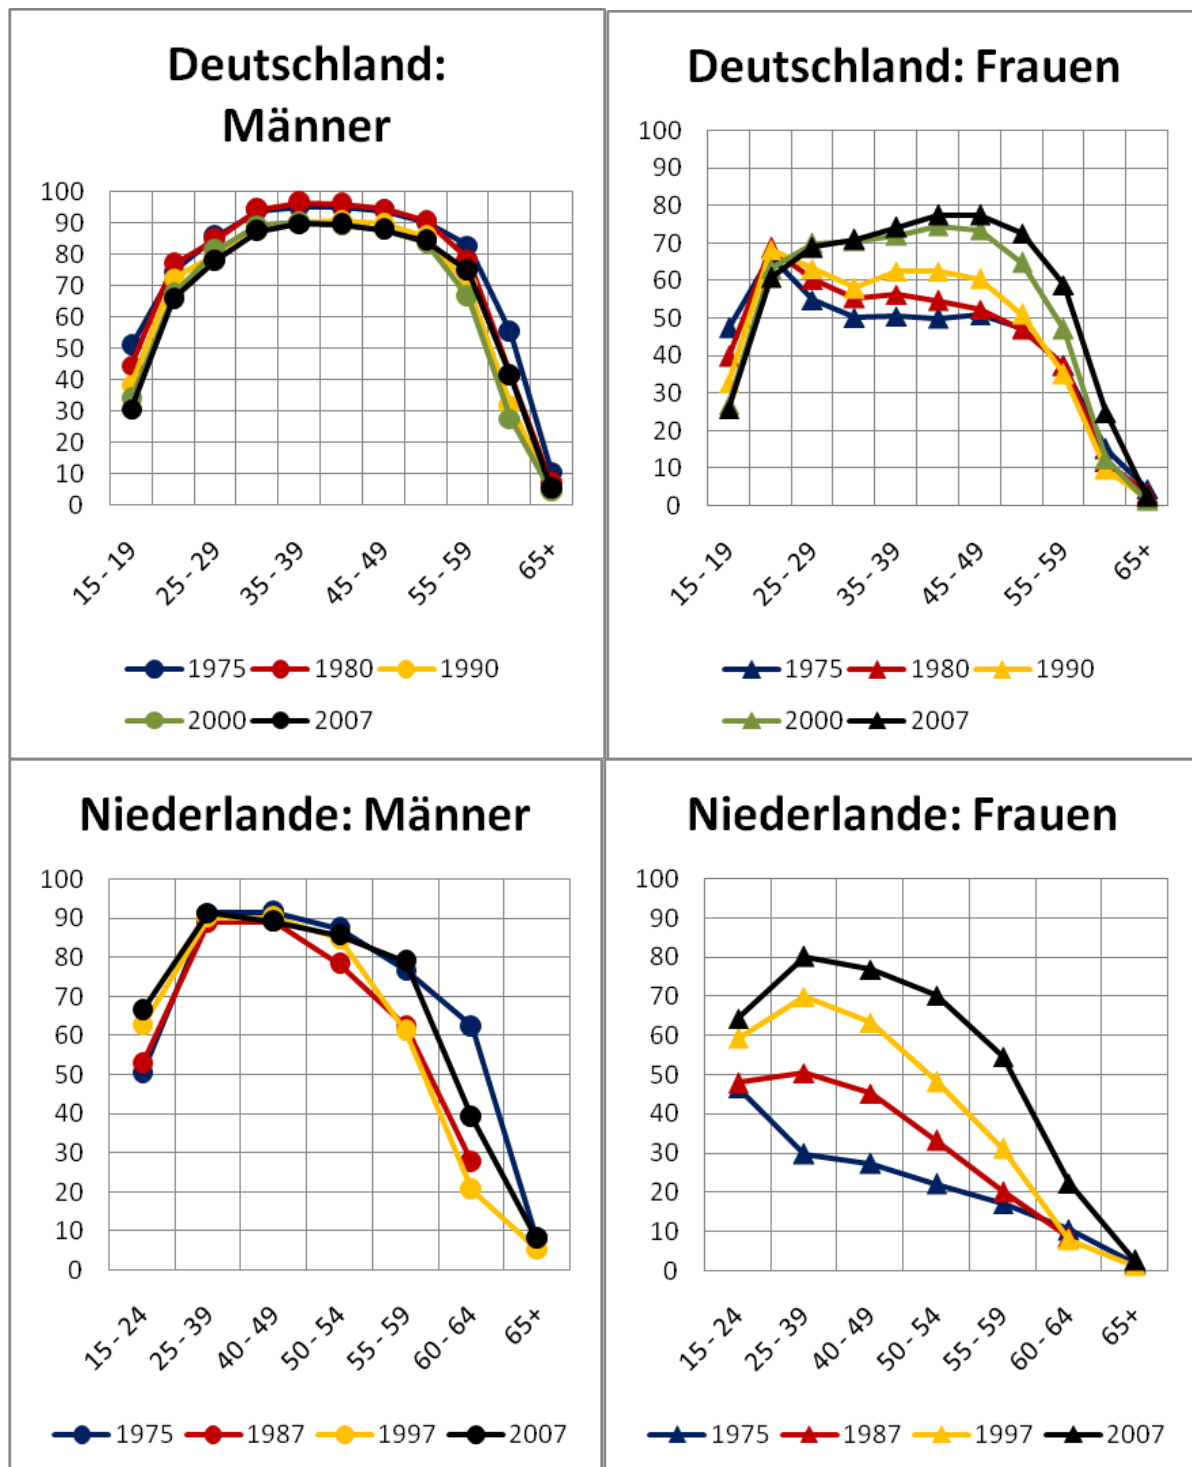 Deutschland:
Männer
100
90
80
70
60
50
40
30
20
10
0
15 - 19
25 - 29
35 - 39
45 - 49
55 - 59
65+
1975
1980
1990
2000
2007
Deutschland: Frauen
100
90
80
70
60
50
40
30
20
10
0
15 - 19
25 - 29
35 - 39
45 - 49
55 - 59
65+
1975
1980
1990
2000
2007
Niederlande: Männer
100
90
80
70
60
50
40
30
20
10
0
15 - 24
25 - 39
40 - 49
50 - 54
55 - 59
60 - 64
65+
1975
1987
1997
2007
Niederlande: Frauen
100
90
80
70
60
50
40
30
20
10
0
15 - 24
25 - 39
40 - 49
50 - 54
55 - 59
60 - 64
65+
1975
1987
1997
2007